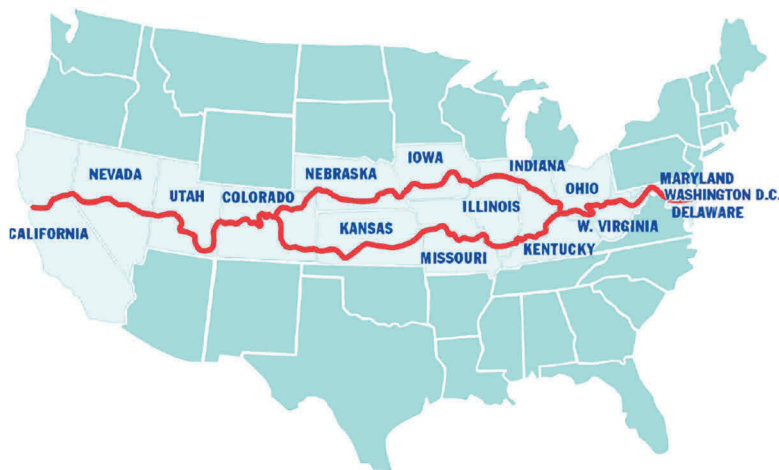 NEVADA
UTAH
COLORADO
NEBRASKA
IOWA
INDIANA
OHIO
MARYLAND
WASHINGTON D.C.
DELAWARE
ILLINOIS
W. VIRGINIA
KANSAS
CALIFORNIA
MISSOURI
KENTUCKY